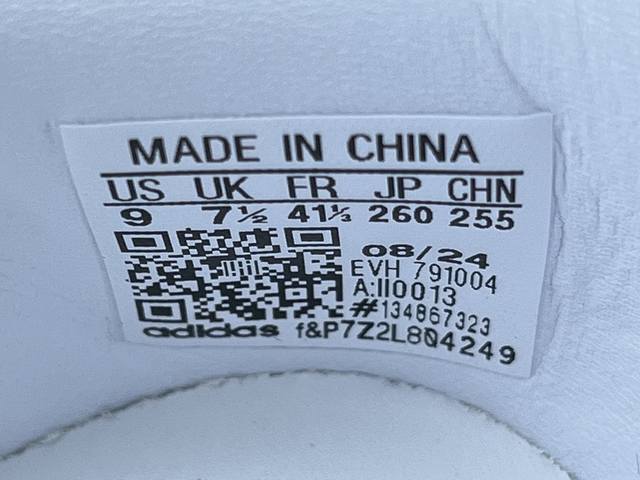 MADE IN CHINA
US UK FR JP CHN
9 7½ 41⅓ 260 255
08/24
EVH 791004
A:II0013
#134867323
adidas f&P7Z2L8Q4249